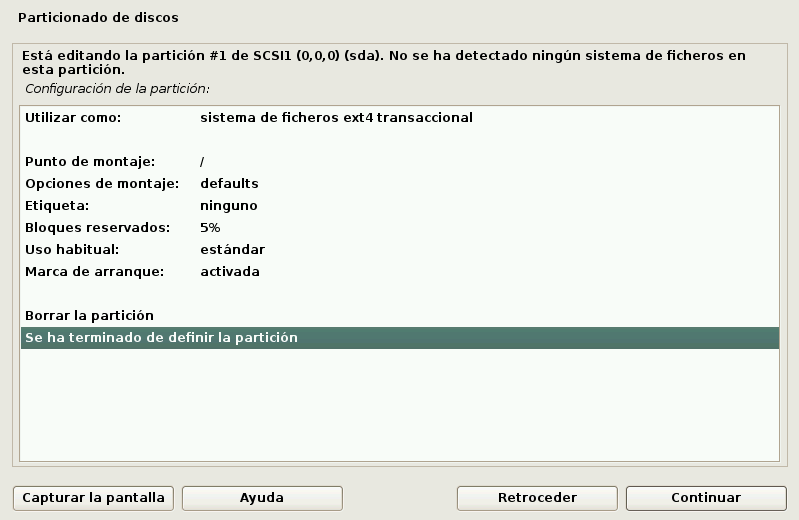 Particionado de discos
Está editando la partición #1 de SCSI1 (0,0,0) (sda). No se ha detectado ningún sistema de ficheros en
esta partición.
Configuración de la partición:
Utilizar como: sistema de ficheros ext4 transaccional
Punto de montaje: /
Opciones de montaje: defaults
Etiqueta: ninguno
Bloques reservados: 5%
Uso habitual: estándar
Marca de arranque: activada
Borrar la partición
Se ha terminado de definir la partición
Capturar la pantalla Ayuda Retroceder Continuar